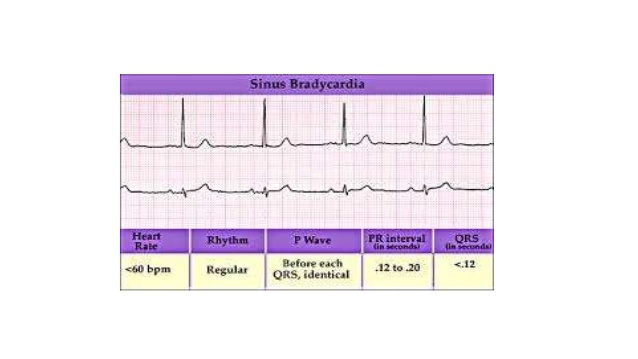 Sinus Bradycardia
Heart
Rate
Rhythm
P Wave
PR interval
(in seconds)
QRS
(in seconds)
<60 bpm
Regular
Before each
QRS, identical
.12 to .20
<.12